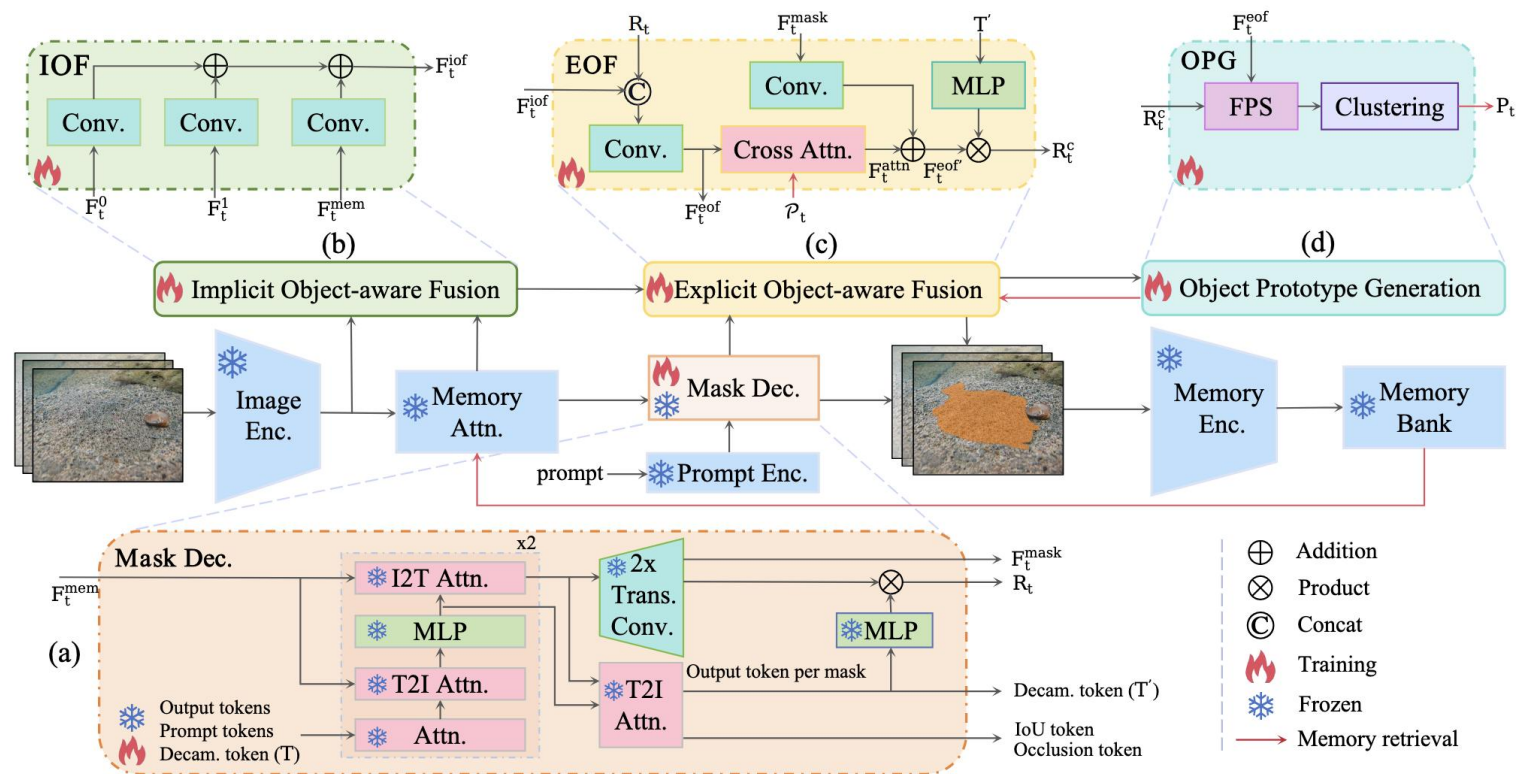 IOF
Conv.
Conv.
Conv.
F_t^0
F_t^1
F_t^mem
F_t^iof
(b)
R_t
F_t^mask
T′
EOF
F_t^iof
C
Conv.
MLP
Conv.
Cross Attn.
F_t^attn
F_t^eof′
R_t^c
F_t^eof
𝒫_t
(c)
F_t^eof
OPG
R_t^c
FPS
Clustering
P_t
(d)
Implicit Object-aware Fusion
Explicit Object-aware Fusion
Object Prototype Generation
Image
Enc.
Memory
Attn.
Mask Dec.
prompt
Prompt Enc.
Memory
Enc.
Memory
Bank
Mask Dec.
x2
F_t^mem
I2T Attn.
MLP
T2I Attn.
Attn.
(a)
Output tokens
Prompt tokens
Decam. token (T)
2x
Trans.
Conv.
T2I
Attn.
MLP
Output token per mask
F_t^mask
R_t
Decam. token (T′)
IoU token
Occlusion token
Addition
Product
C Concat
Training
Frozen
Memory retrieval